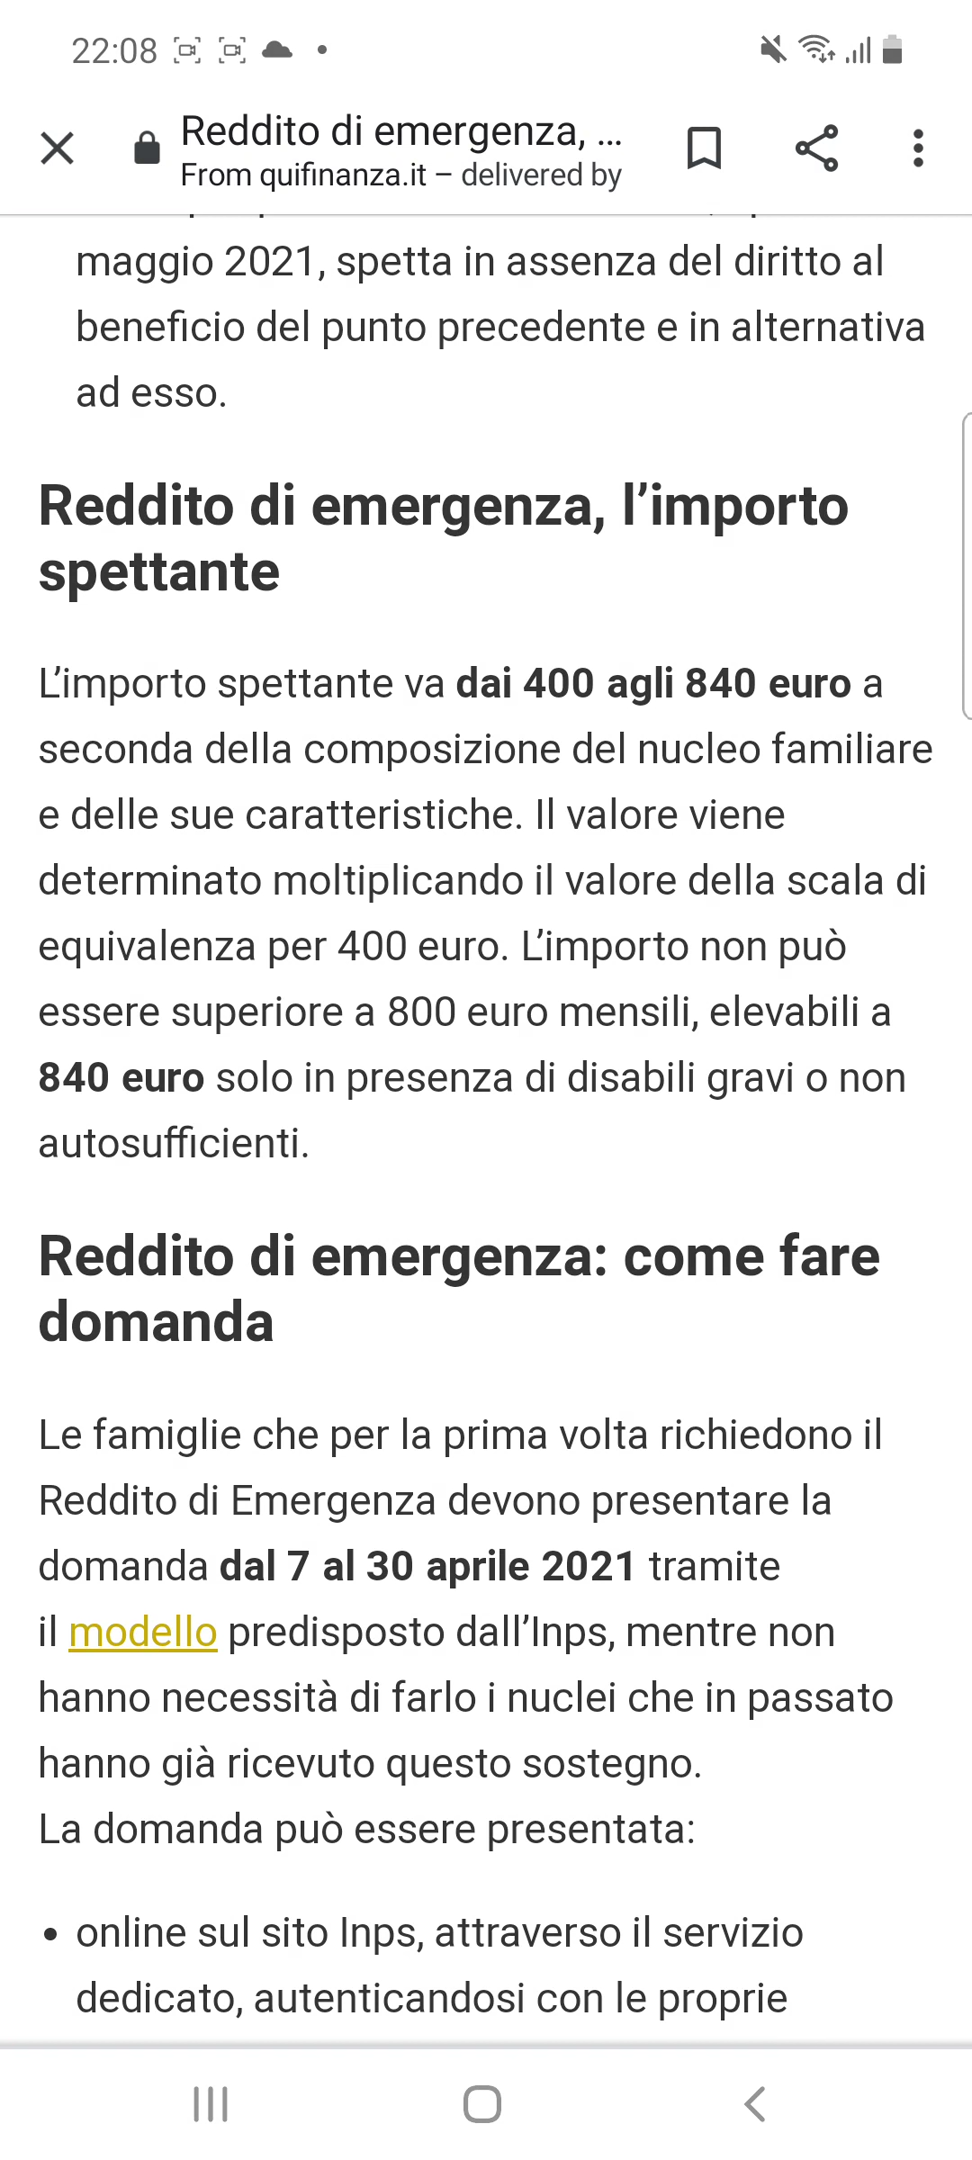 22:08
Reddito di emergenza, ...
From quifinanza.it – delivered by
maggio 2021, spetta in assenza del diritto al
beneficio del punto precedente e in alternativa
ad esso.
Reddito di emergenza, l’importo
spettante
L’importo spettante va dai 400 agli 840 euro a
seconda della composizione del nucleo familiare
e delle sue caratteristiche. Il valore viene
determinato moltiplicando il valore della scala di
equivalenza per 400 euro. L’importo non può
essere superiore a 800 euro mensili, elevabili a
840 euro solo in presenza di disabili gravi o non
autosufficienti.
Reddito di emergenza: come fare
domanda
Le famiglie che per la prima volta richiedono il
Reddito di Emergenza devono presentare la
domanda dal 7 al 30 aprile 2021 tramite
il modello predisposto dall’Inps, mentre non
hanno necessità di farlo i nuclei che in passato
hanno già ricevuto questo sostegno.
La domanda può essere presentata:
• online sul sito Inps, attraverso il servizio
dedicato, autenticandosi con le proprie